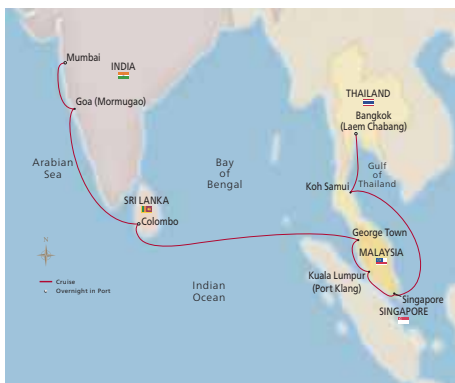 Mumbai
INDIA
Goa (Mormugao)
THAILAND
Bangkok
(Laem Chabang)
Arabian
Sea
Bay
of
Bengal
Gulf
of
Thailand
Koh Samui
SRI LANKA
Colombo
George Town
MALAYSIA
Kuala Lumpur
(Port Klang)
Singapore
SINGAPORE
Indian
Ocean
N
Cruise
Overnight in Port